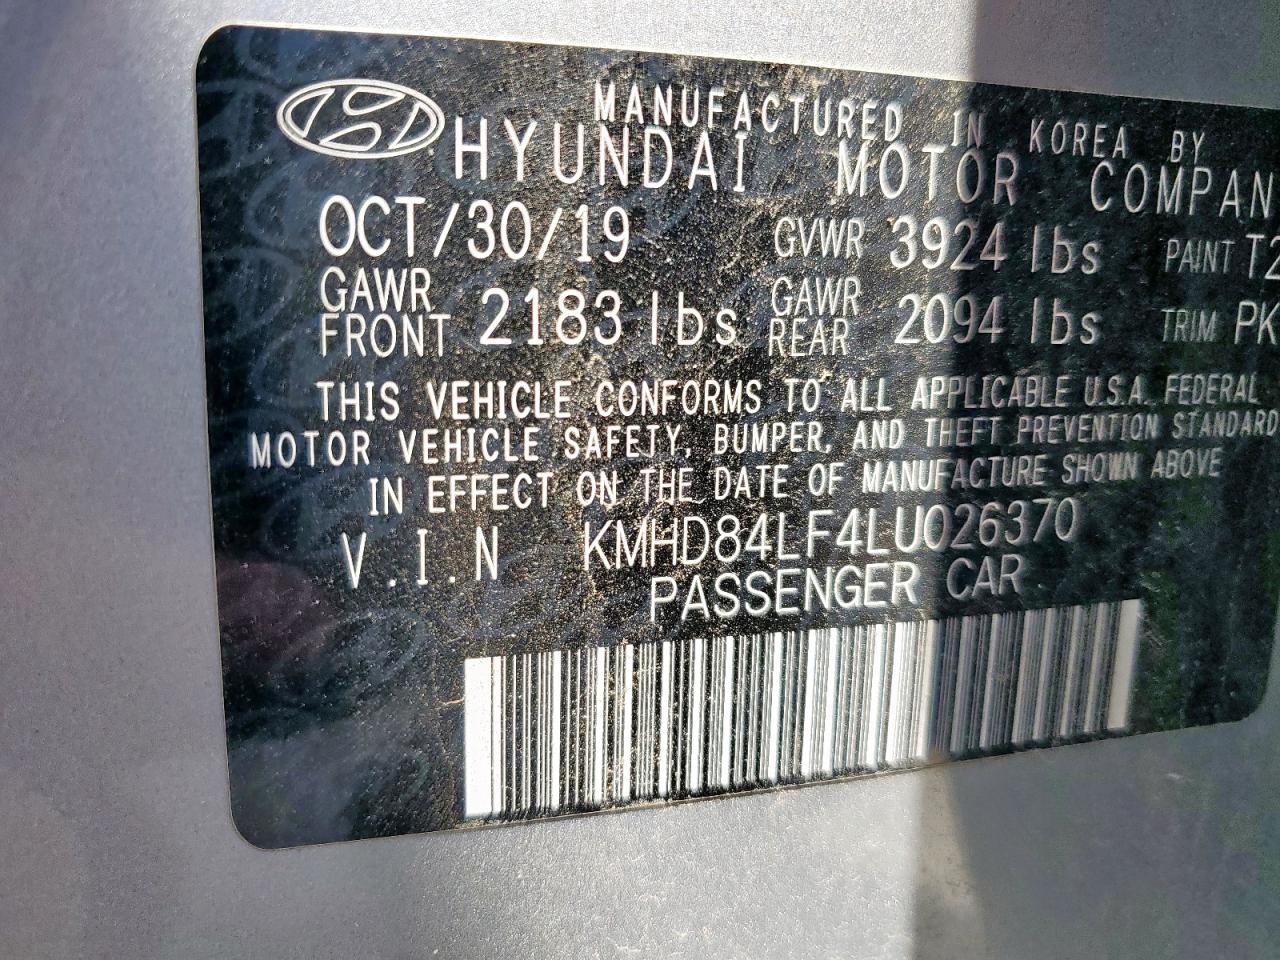 MANUFACTURED IN KOREA BY
HYUNDAI MOTOR COMPAN
OCT/30/19 GVWR 3924 lbs PAINT T2
GAWR FRONT 2183 lbs GAWR REAR 2094 lbs TRIM PK
THIS VEHICLE CONFORMS TO ALL APPLICABLE U.S.A. FEDERAL
MOTOR VEHICLE SAFETY, BUMPER, AND THEFT PREVENTION STANDARD
IN EFFECT ON THE DATE OF MANUFACTURE SHOWN ABOVE
V.I.N KMHD84LF4LU026370
PASSENGER CAR